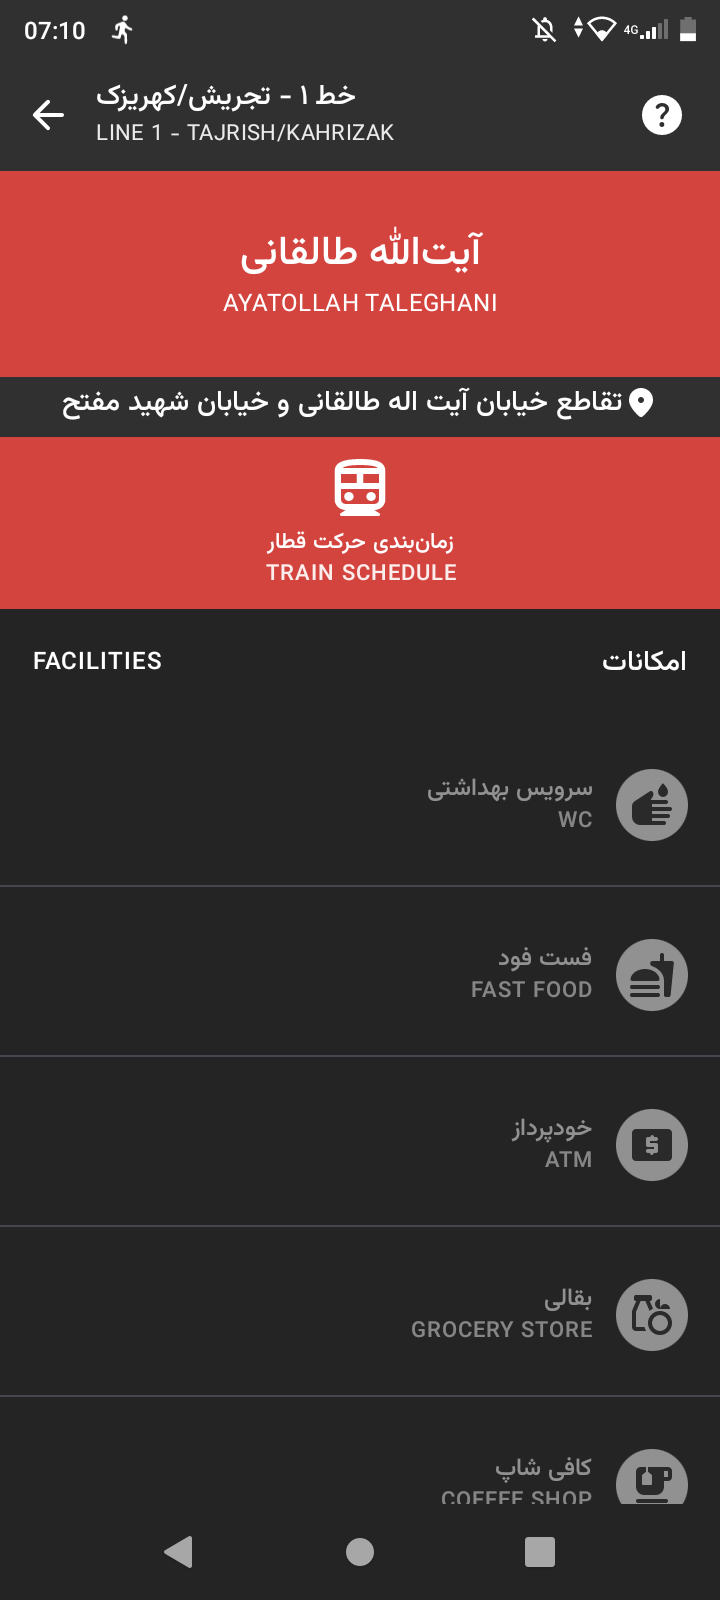 07:10
4G
خط ۱ - تجریش/کهریزک
LINE 1 - TAJRISH/KAHRIZAK
?
آیت‌الله طالقانی
AYATOLLAH TALEGHANI
تقاطع خیابان آیت اله طالقانی و خیابان شهید مفتح
زمان‌بندی حرکت قطار
TRAIN SCHEDULE
امکانات
FACILITIES
سرویس بهداشتی
WC
فست فود
FAST FOOD
خودپرداز
ATM
$
بقالی
GROCERY STORE
کافی شاپ
COFFEE SHOP